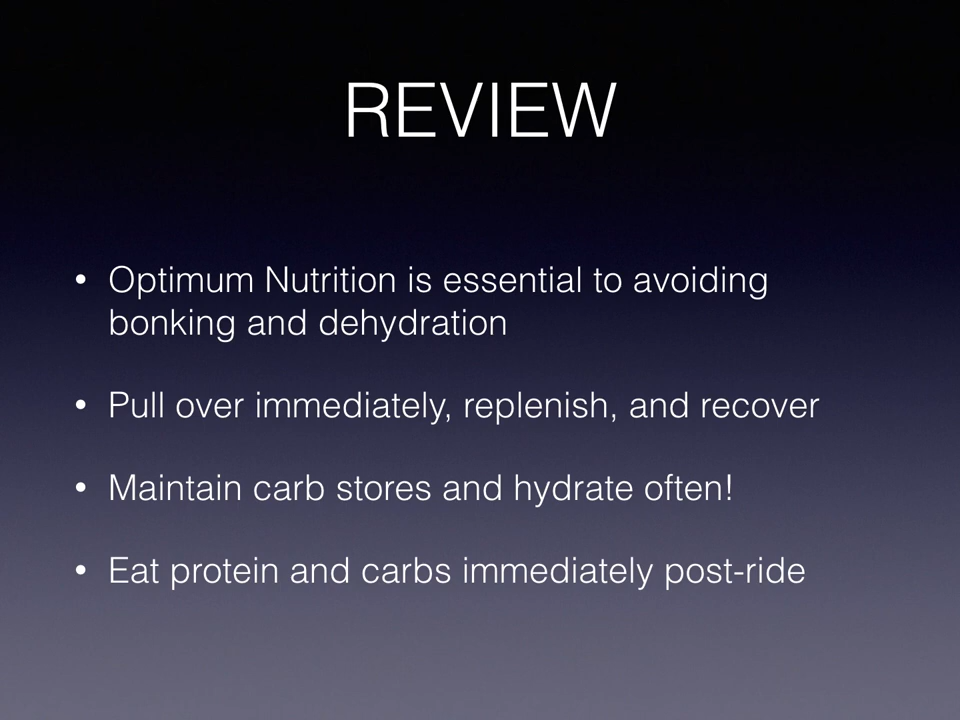 REVIEW
• Optimum Nutrition is essential to avoiding
bonking and dehydration
• Pull over immediately, replenish, and recover
• Maintain carb stores and hydrate often!
• Eat protein and carbs immediately post-ride